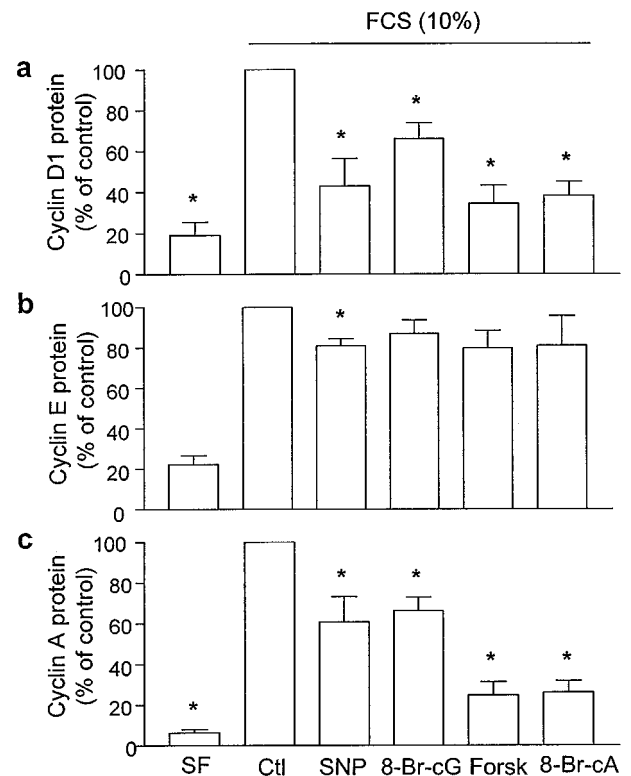 FCS (10%)
a
Cyclin D1 protein
(% of control)
100
80
60
40
20
0
*
*
*
*
*
b
Cyclin E protein
(% of control)
100
80
60
40
20
0
*
c
Cyclin A protein
(% of control)
100
80
60
40
20
0
*
*
*
*
*
SF Ctl SNP 8-Br-cG Forsk 8-Br-cA